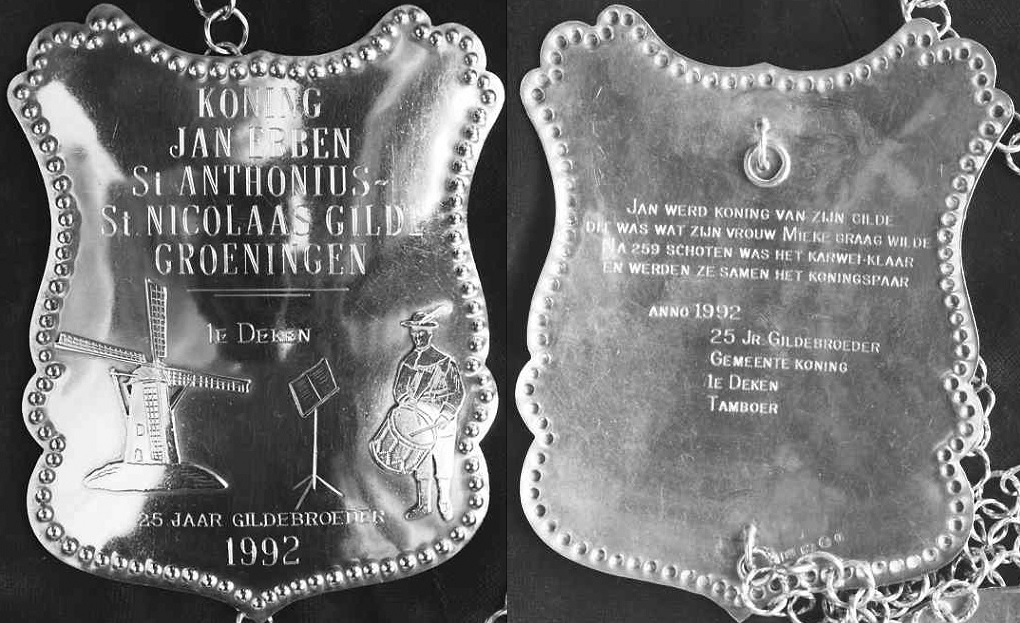 KONING
JAN EBBEN
St ANTHONIUS-
St. NICOLAAS GILDE
GROENINGEN
1E DEKEN
25 JAAR GILDEBROEDER
1992
JAN WERD KONING VAN ZIJN GILDE
DIT WAS WAT ZIJN VROUW MIEKE GRAAG WILDE
NA 259 SCHOTEN WAS HET KARWEI KLAAR
EN WERDEN ZE SAMEN HET KONINGSPAAR
ANNO 1992
25 JR. GILDEBROEDER
GEMEENTE KONING
1E DEKEN
TAMBOER